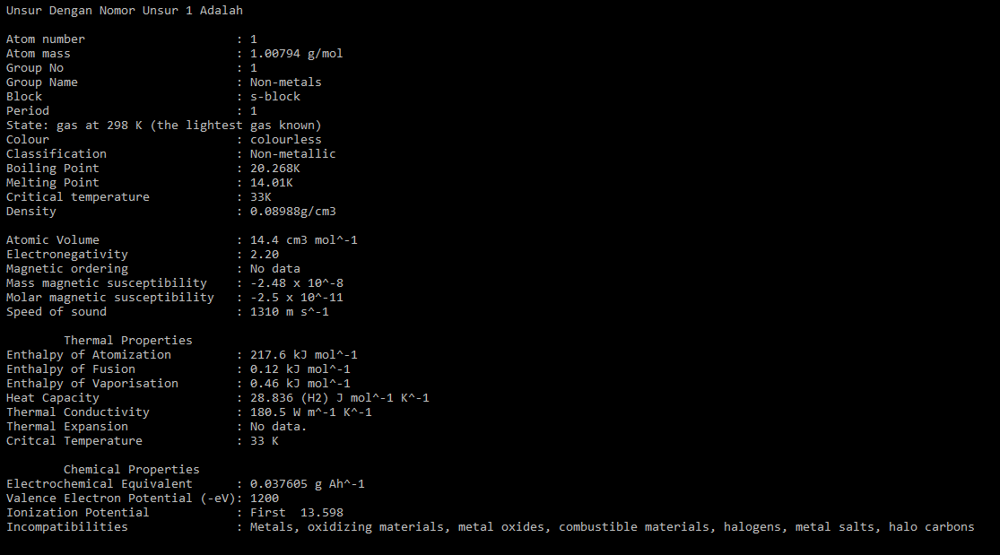 Unsur Dengan Nomor Unsur 1 Adalah
Atom number : 1
Atom mass : 1.00794 g/mol
Group No : 1
Group Name : Non-metals
Block : s-block
Period : 1
State: gas at 298 K (the lightest gas known)
Colour : colourless
Classification : Non-metallic
Boiling Point : 20.268K
Melting Point : 14.01K
Critical temperature : 33K
Density : 0.08988g/cm3
Atomic Volume : 14.4 cm3 mol^-1
Electronegativity : 2.20
Magnetic ordering : No data
Mass magnetic susceptibility : -2.48 x 10^-8
Molar magnetic susceptibility : -2.5 x 10^-11
Speed of sound : 1310 m s^-1
Thermal Properties
Enthalpy of Atomization : 217.6 kJ mol^-1
Enthalpy of Fusion : 0.12 kJ mol^-1
Enthalpy of Vaporisation : 0.46 kJ mol^-1
Heat Capacity : 28.836 (H2) J mol^-1 K^-1
Thermal Conductivity : 180.5 W m^-1 K^-1
Thermal Expansion : No data.
Critcal Temperature : 33 K
Chemical Properties
Electrochemical Equivalent : 0.037605 g Ah^-1
Valence Electron Potential (-eV): 1200
Ionization Potential : First 13.598
Incompatibilities : Metals, oxidizing materials, metal oxides, combustible materials, halogens, metal salts, halo carbons